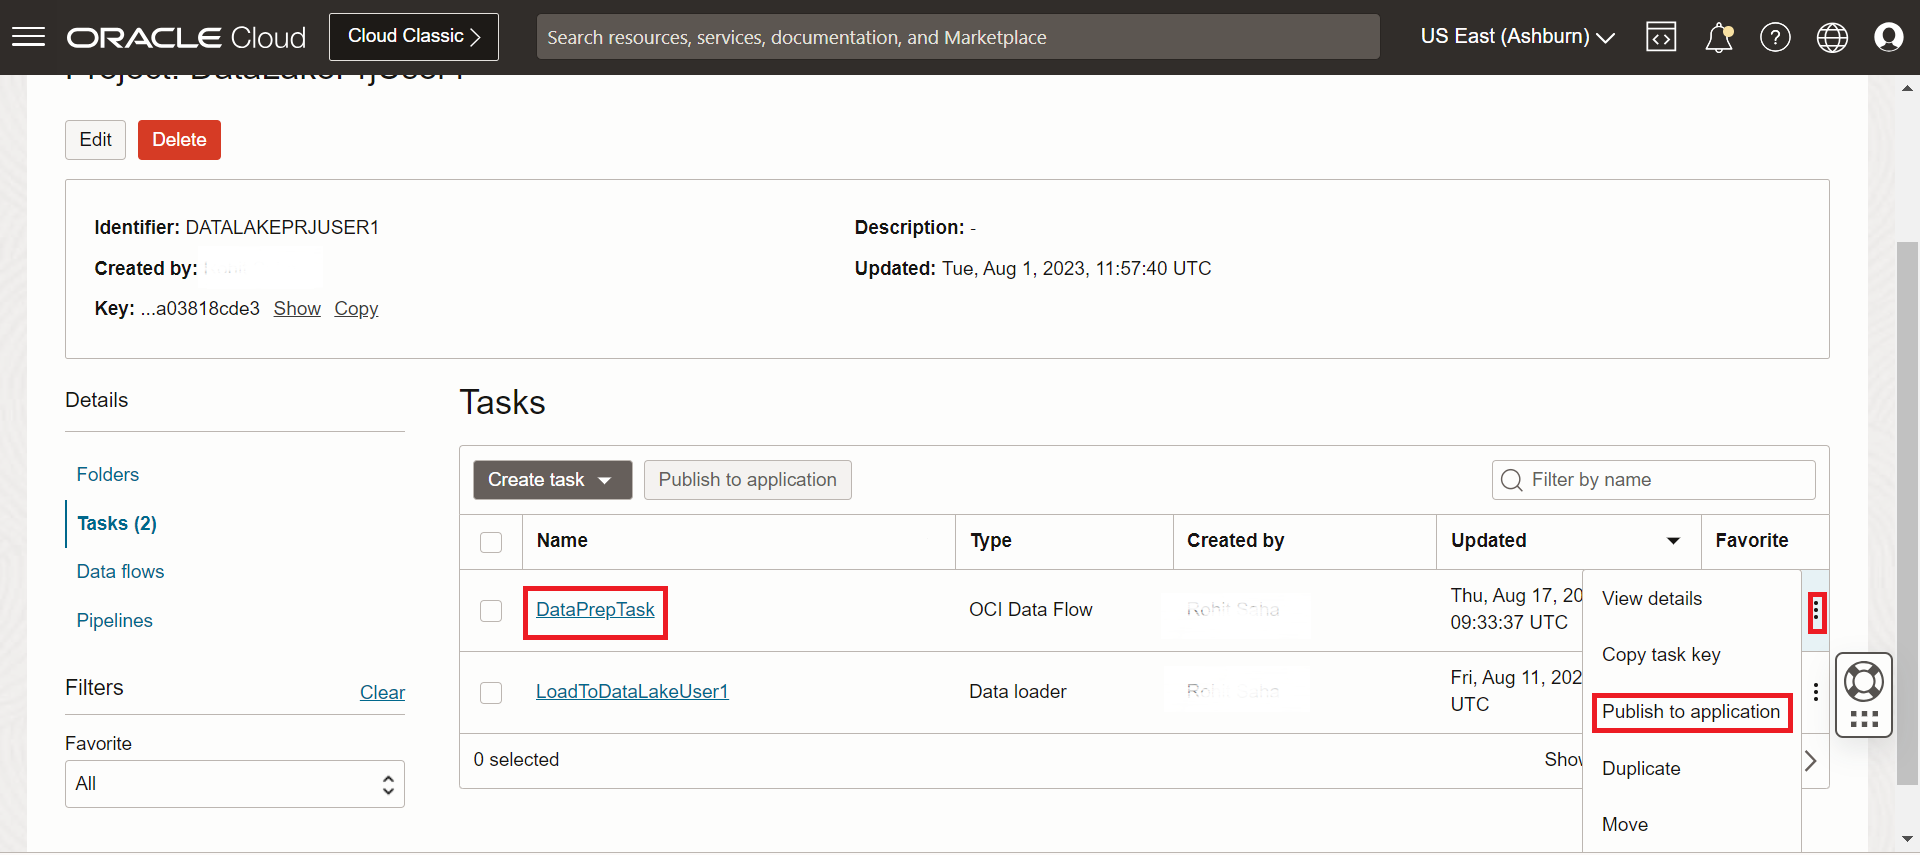 ORACLE Cloud
Cloud Classic
Search resources, services, documentation, and Marketplace
US East (Ashburn)
Edit
Delete
Identifier: DATALAKEPRJUSER1
Description: -
Created by:
Updated: Tue, Aug 1, 2023, 11:57:40 UTC
Key: ...a03818cde3 Show Copy
Details
Folders
Tasks (2)
Data flows
Pipelines
Filters
Clear
Favorite
All
Tasks
Create task
Publish to application
Filter by name
Name
Type
Created by
Updated
Favorite
DataPrepTask
OCI Data Flow
Rohit Saha
Thu, Aug 17, 20
09:33:37 UTC
LoadToDataLakeUser1
Data loader
Rohit Saha
Fri, Aug 11, 202
UTC
0 selected
Show
View details
Copy task key
Publish to application
Duplicate
Move